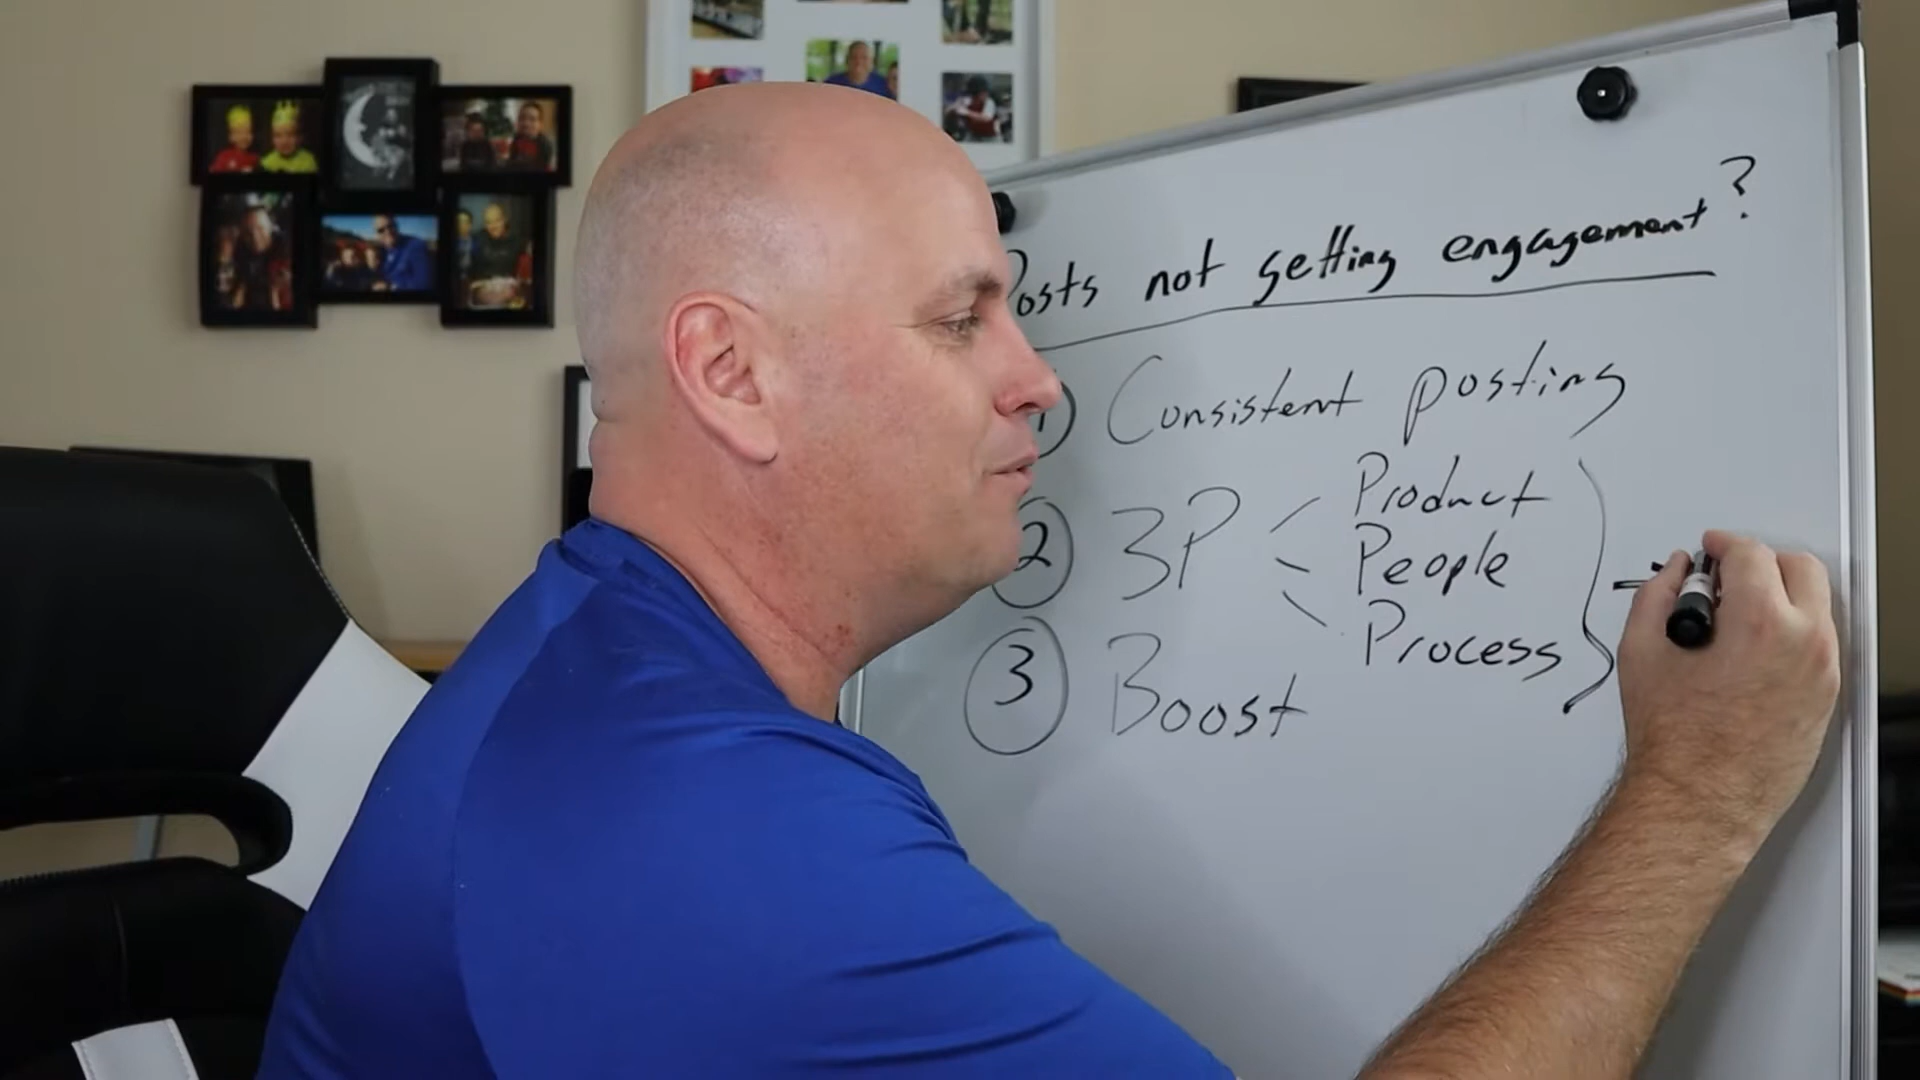 Posts not getting engagement?
1 Consistent posting
2 3P Product
People
Process
3 Boost